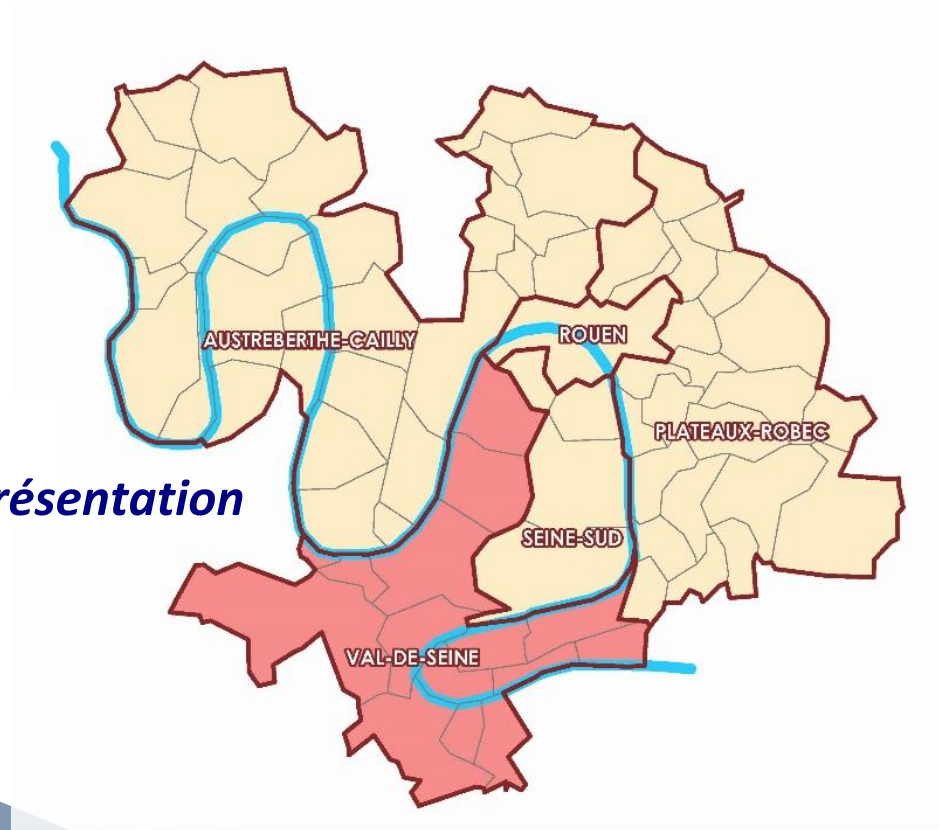 ROUEN
AUSTREBERTHE-CAILLY
PLATEAUX-ROBEC
résentation
SEINE-SUD
VAL-DE-SEINE